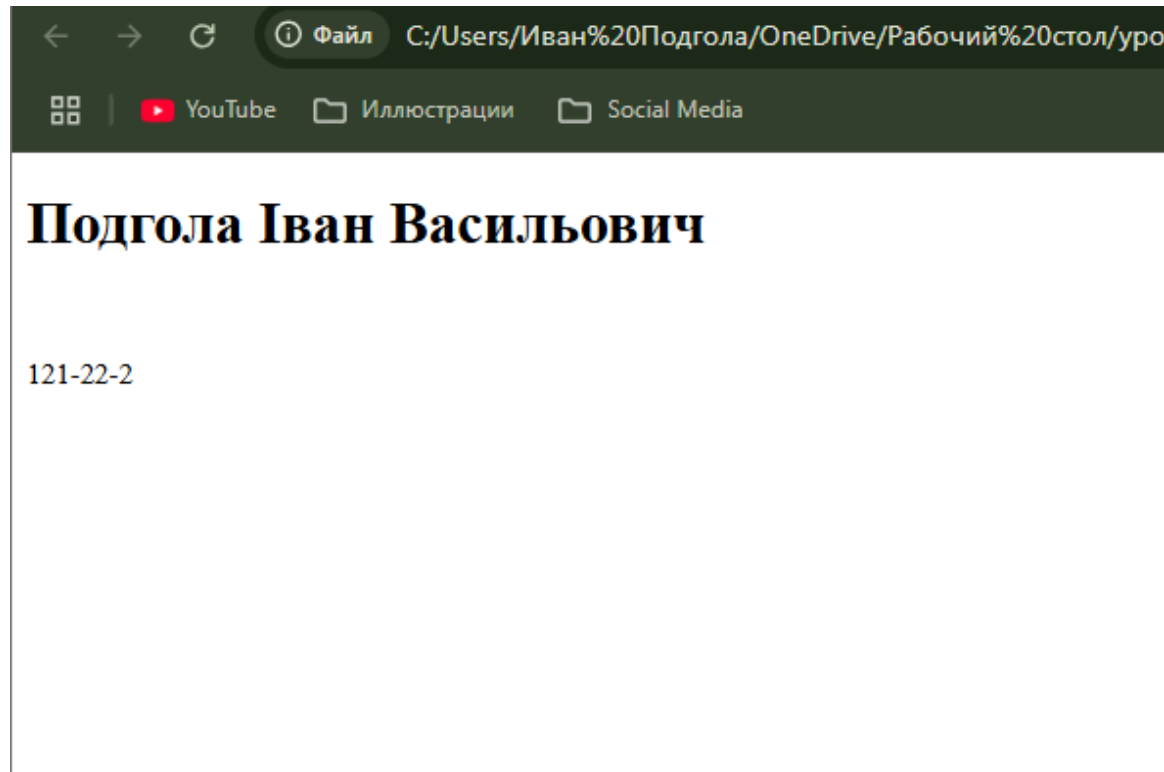 Файл C:/Users/Иван%20Подгола/OneDrive/Рабочий%20стол/уро
YouTube Иллюстрации Social Media
Подгола Іван Васильович
121-22-2